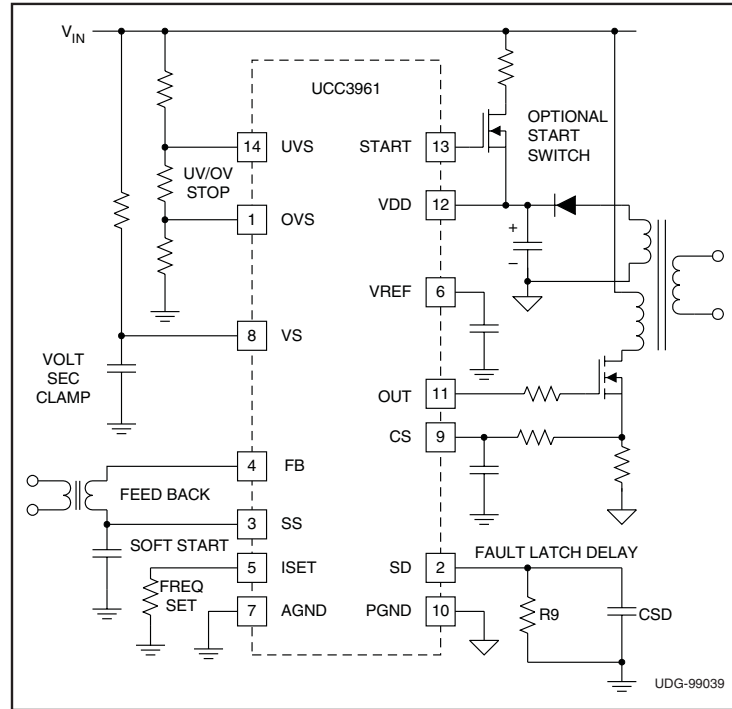 VIN
UCC3961
OPTIONAL
START
SWITCH
14 UVS
START 13
UV/OV
STOP
VDD 12
1 OVS
+
–
VREF 6
8 VS
VOLT
SEC
CLAMP
OUT 11
CS 9
4 FB
FEED BACK
3 SS
SOFT START
FAULT LATCH DELAY
5 ISET
SD 2
FREQ
SET
7 AGND
PGND 10
R9
CSD
UDG-99039